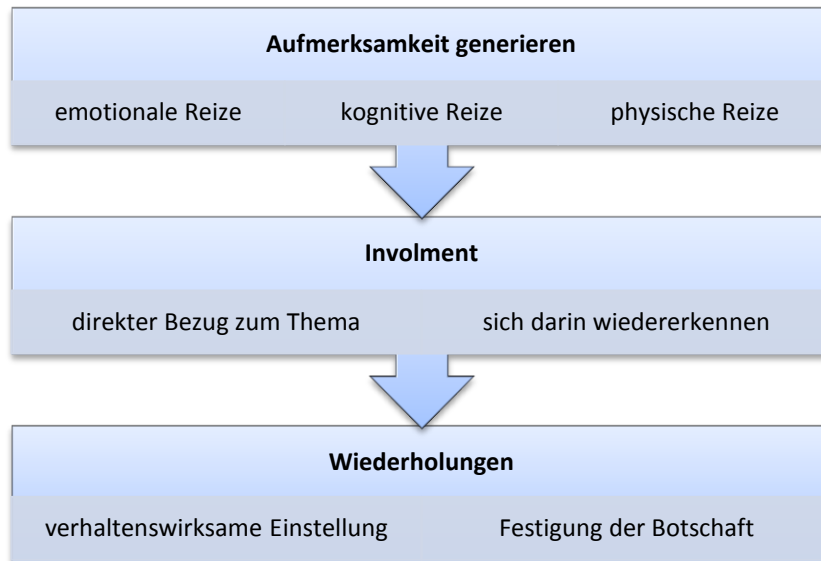 Aufmerksamkeit generieren
emotionale Reize kognitive Reize physische Reize
Involment
direkter Bezug zum Thema sich darin wiedererkennen
Wiederholungen
verhaltenswirksame Einstellung Festigung der Botschaft